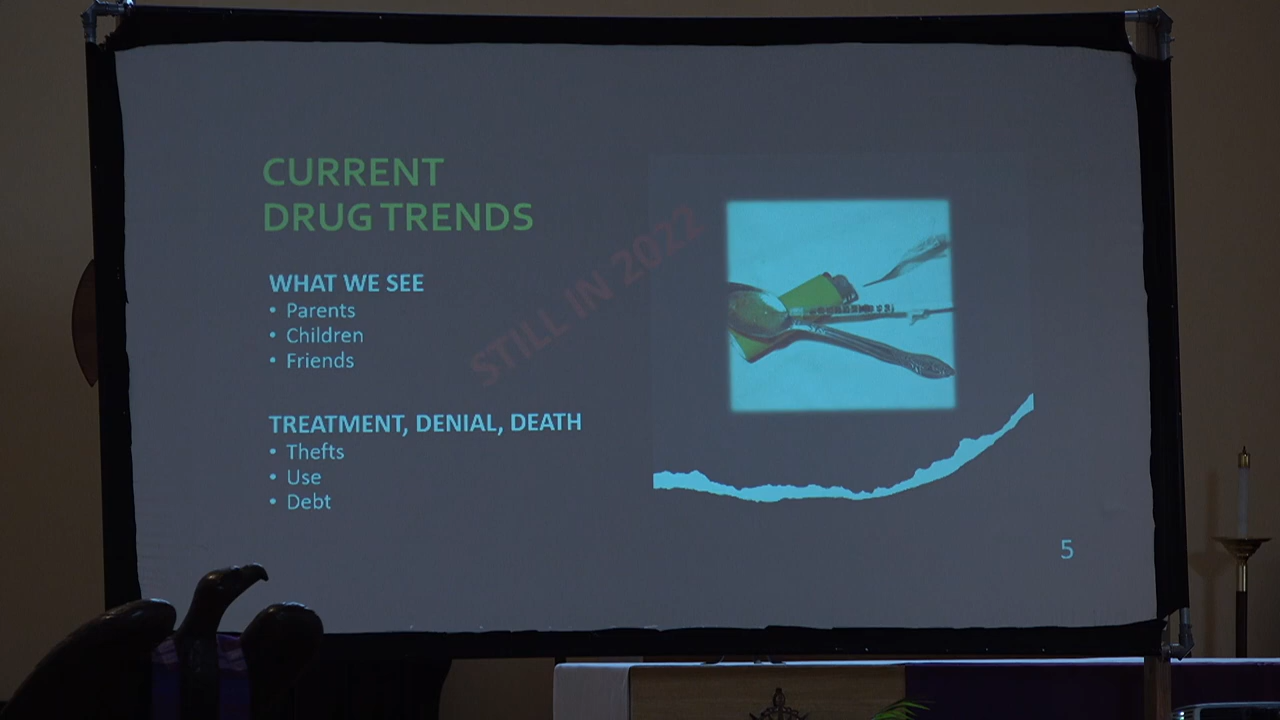 CURRENT
DRUG TRENDS
WHAT WE SEE
• Parents
• Children
• Friends
STILL IN 2022
TREATMENT, DENIAL, DEATH
• Thefts
• Use
• Debt
5